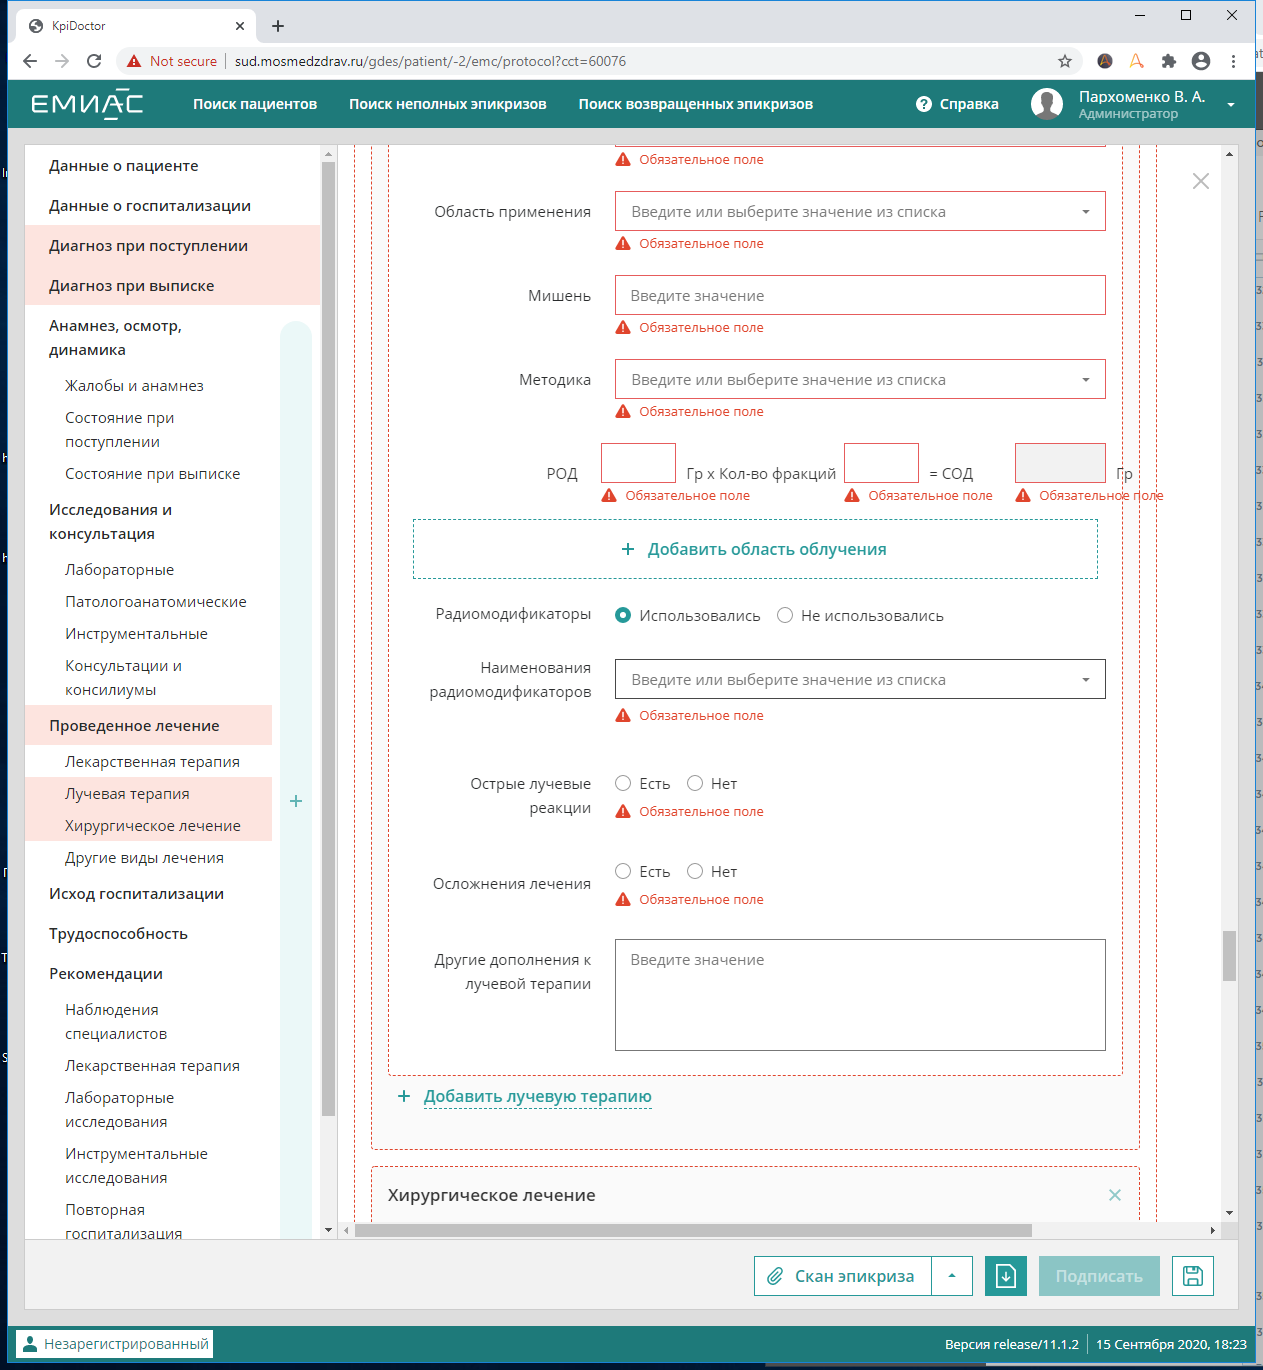 KpiDoctor
Not secure
sud.mosmedzdrav.ru/gdes/patient/-2/emc/protocol?cct=60076
ЕМИАС
Поиск пациентов
Поиск неполных эпикризов
Поиск возвращенных эпикризов
Справка
Пархоменко В. А.
Администратор
Данные о пациенте
Данные о госпитализации
Диагноз при поступлении
Диагноз при выписке
Анамнез, осмотр,
динамика
Жалобы и анамнез
Состояние при
поступлении
Состояние при выписке
Исследования и
консультация
Лабораторные
Патологоанатомические
Инструментальные
Консультации и
консилиумы
Проведенное лечение
Лекарственная терапия
Лучевая терапия
Хирургическое лечение
Другие виды лечения
Исход госпитализации
Трудоспособность
Рекомендации
Наблюдения
специалистов
Лекарственная терапия
Лабораторные
исследования
Инструментальные
исследования
Повторная
госпитализация
Обязательное поле
Область применения
Введите или выберите значение из списка
Обязательное поле
Мишень
Введите значение
Обязательное поле
Методика
Введите или выберите значение из списка
Обязательное поле
РОД Гр x Кол-во фракций = СОД Гр
Обязательное поле Обязательное поле Обязательное поле
+ Добавить область облучения
Радиомодификаторы
Использовались Не использовались
Наименования
радиомодификаторов
Введите или выберите значение из списка
Обязательное поле
Острые лучевые
реакции
Есть Нет
Обязательное поле
Осложнения лечения
Есть Нет
Обязательное поле
Другие дополнения к
лучевой терапии
Введите значение
+ Добавить лучевую терапию
Хирургическое лечение
Скан эпикриза
Подписать
Незарегистрированный
Версия release/11.1.2
15 Сентября 2020, 18:23